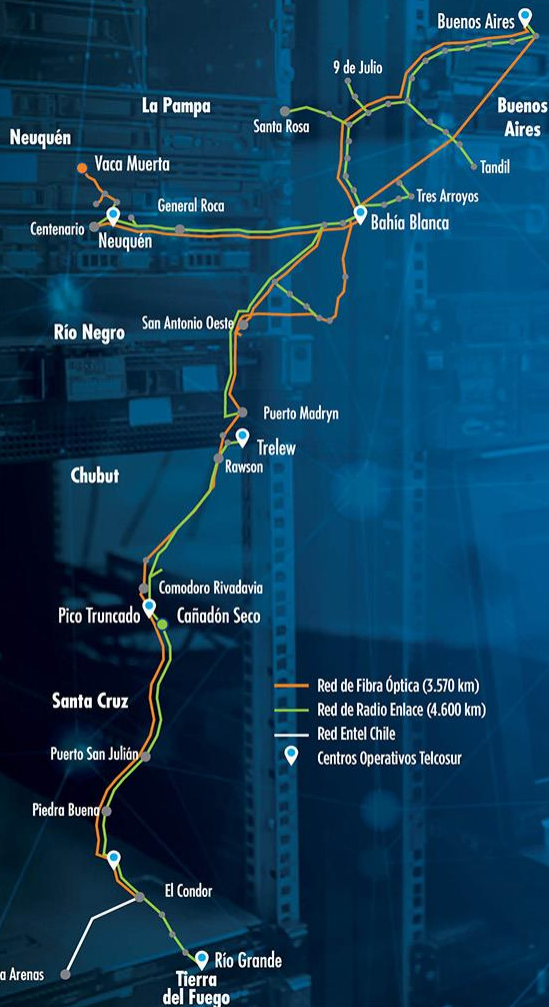 Buenos Aires
9 de Julio
La Pampa
Santa Rosa
Buenos
Aires
Neuquén
Vaca Muerta
Tandil
General Roca
Tres Arroyos
Centenario
Neuquén
Bahía Blanca
San Antonio Oeste
Río Negro
Puerto Madryn
Trelew
Rawson
Chubut
Comodoro Rivadavia
Pico Truncado
Cañadón Seco
Red de Fibra Óptica (3.570 km)
Red de Radio Enlace (4.600 km)
Red Entel Chile
Centros Operativos Telcosur
Santa Cruz
Puerto San Julián
Piedra Buena
El Condor
a Arenas
Río Grande
Tierra
del Fuego